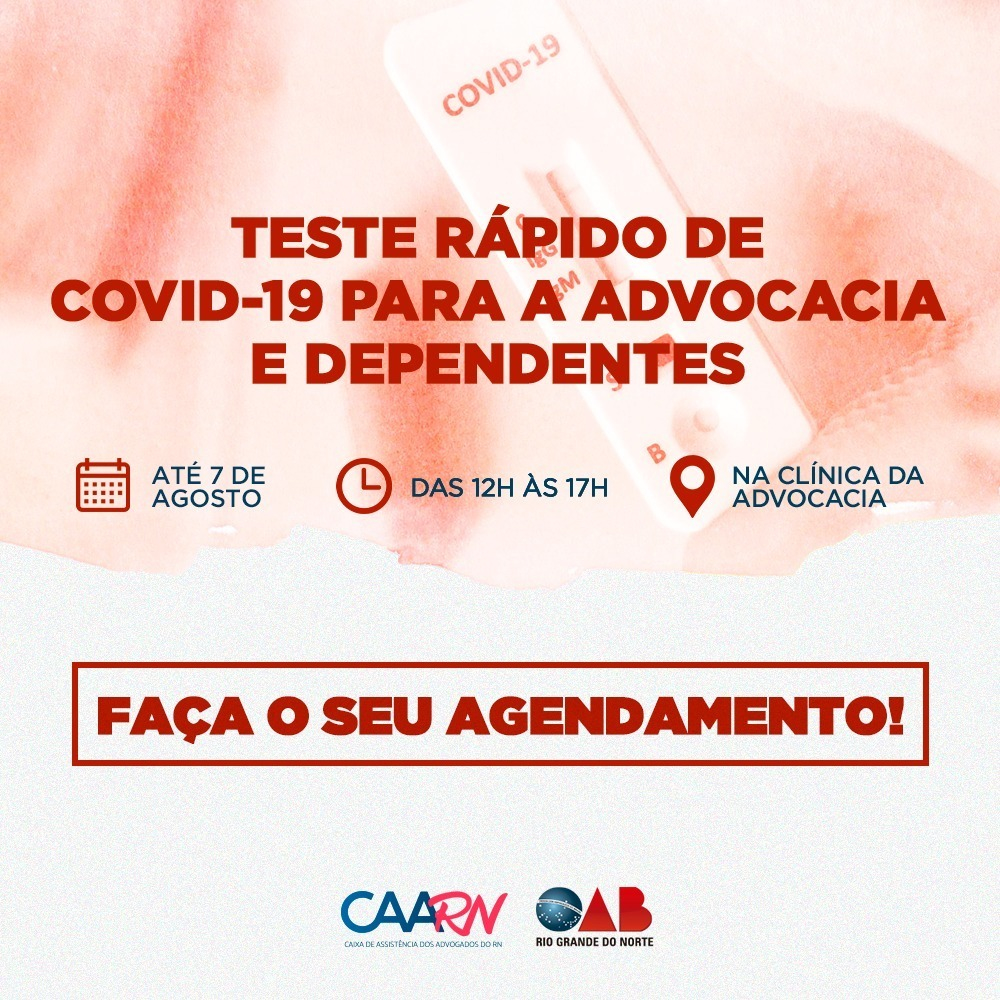 COVID-19
TESTE RÁPIDO DE
COVID-19 PARA A ADVOCACIA
E DEPENDENTES
C
IgG
IgM
S
B
ATÉ 7 DE
AGOSTO
DAS 12H ÀS 17H
NA CLÍNICA DA
ADVOCACIA
FAÇA O SEU AGENDAMENTO!
CAARN
CAIXA DE ASSISTÊNCIA DOS ADVOGADOS DO RN
OAB
RIO GRANDE DO NORTE